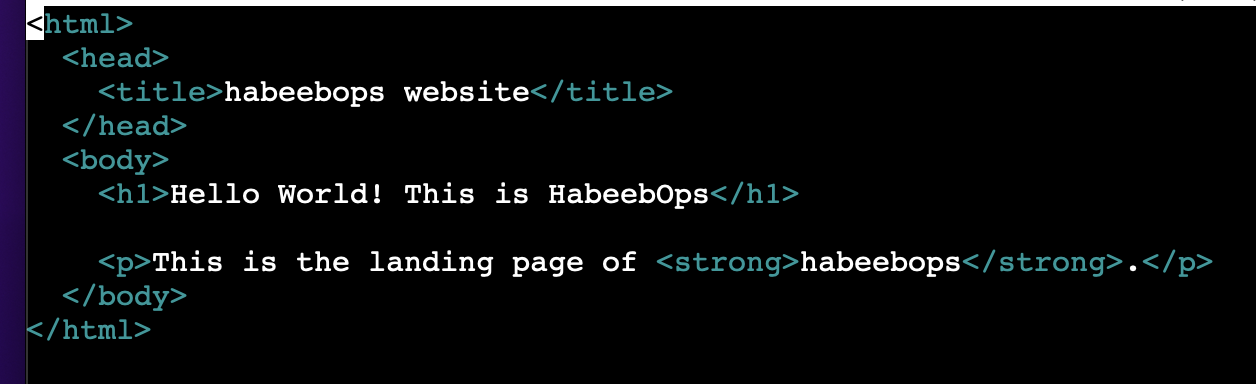 <html>
<head>
<title>habeebops website</title>
</head>
<body>
<h1>Hello World! This is HabeebOps</h1>
<p>This is the landing page of <strong>habeebops</strong>.</p>
</body>
</html>